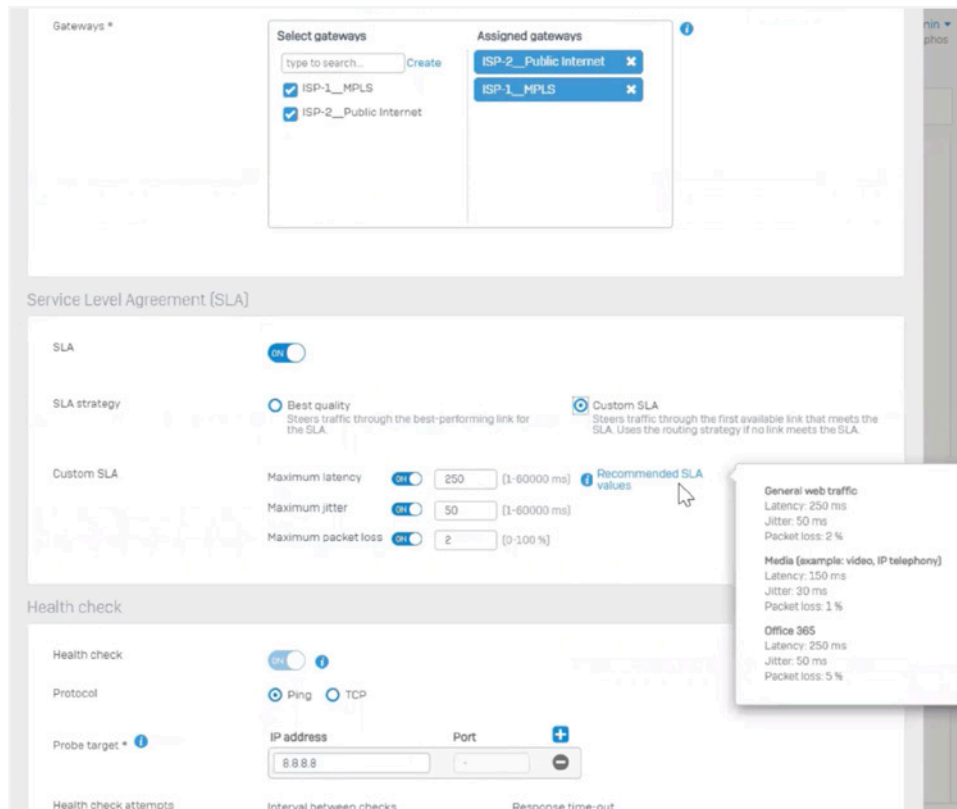 Gateways *
Select gateways
Assigned gateways
type to search...
Create
ISP-1__MPLS
ISP-2__Public Internet
ISP-2__Public Internet
ISP-1__MPLS
Service Level Agreement (SLA)
SLA
ON
SLA strategy
Best quality
Steers traffic through the best-performing link for
the SLA.
Custom SLA
Steers traffic through the first available link that meets the
SLA. Uses the routing strategy if no link meets the SLA.
Custom SLA
Maximum latency ON 250 (1-60000 ms)
Recommended SLA
values
Maximum jitter ON 50 (1-60000 ms)
Maximum packet loss ON 2 (0-100 %)
General web traffic
Latency: 250 ms
Jitter: 50 ms
Packet loss: 2 %
Media (example: video, IP telephony)
Latency: 150 ms
Jitter: 30 ms
Packet loss: 1 %
Office 365
Latency: 250 ms
Jitter: 50 ms
Packet loss: 5 %
Health check
Health check
ON
Protocol
Ping TCP
Probe target *
IP address Port
8.8.8.8 -
Health check attempts
Interval between checks
Response time-out